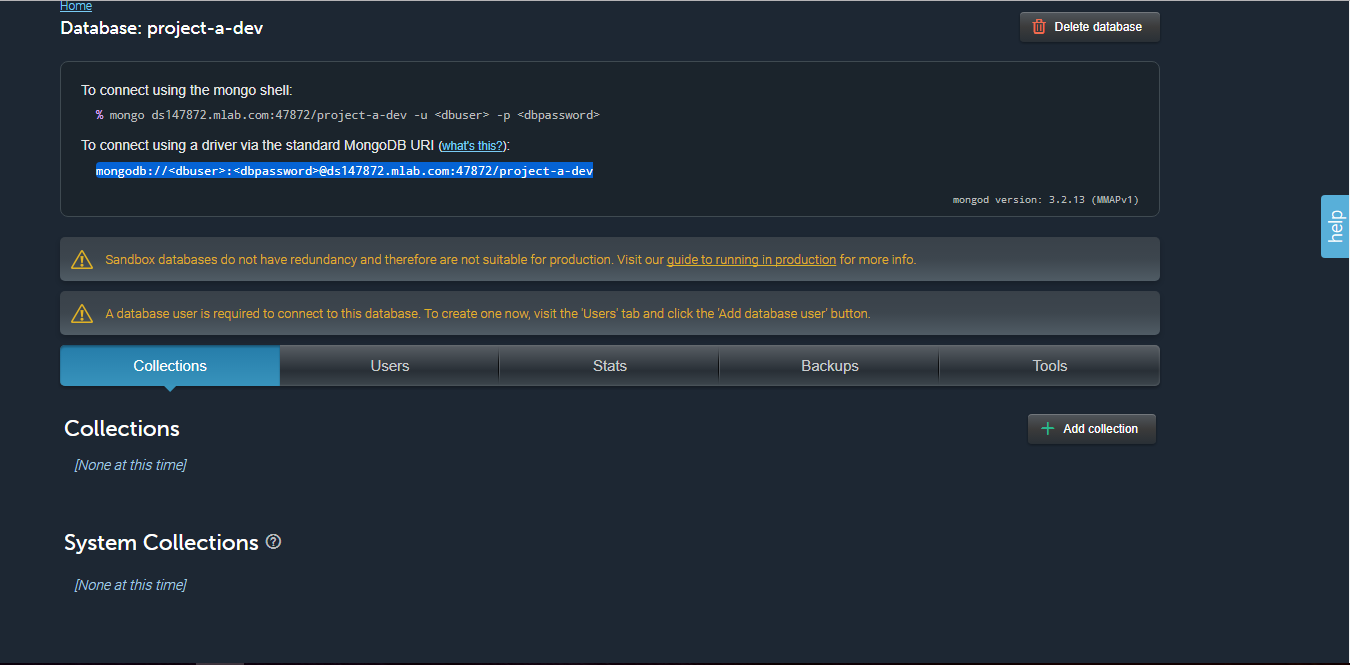 Home
Database: project-a-dev
Delete database
To connect using the mongo shell:
% mongo ds147872.mlab.com:47872/project-a-dev -u <dbuser> -p <dbpassword>
To connect using a driver via the standard MongoDB URI (what's this?):
mongodb://<dbuser>:<dbpassword>@ds147872.mlab.com:47872/project-a-dev
mongod version: 3.2.13 (MMAPv1)
help
Sandbox databases do not have redundancy and therefore are not suitable for production. Visit our guide to running in production for more info.
A database user is required to connect to this database. To create one now, visit the 'Users' tab and click the 'Add database user' button.
Collections Users Stats Backups Tools
Collections
+ Add collection
[None at this time]
System Collections ?
[None at this time]